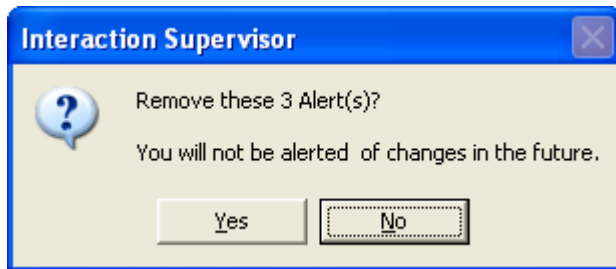 Interaction Supervisor
Remove these 3 Alert(s)?
You will not be alerted  of changes in the future.
Yes
No